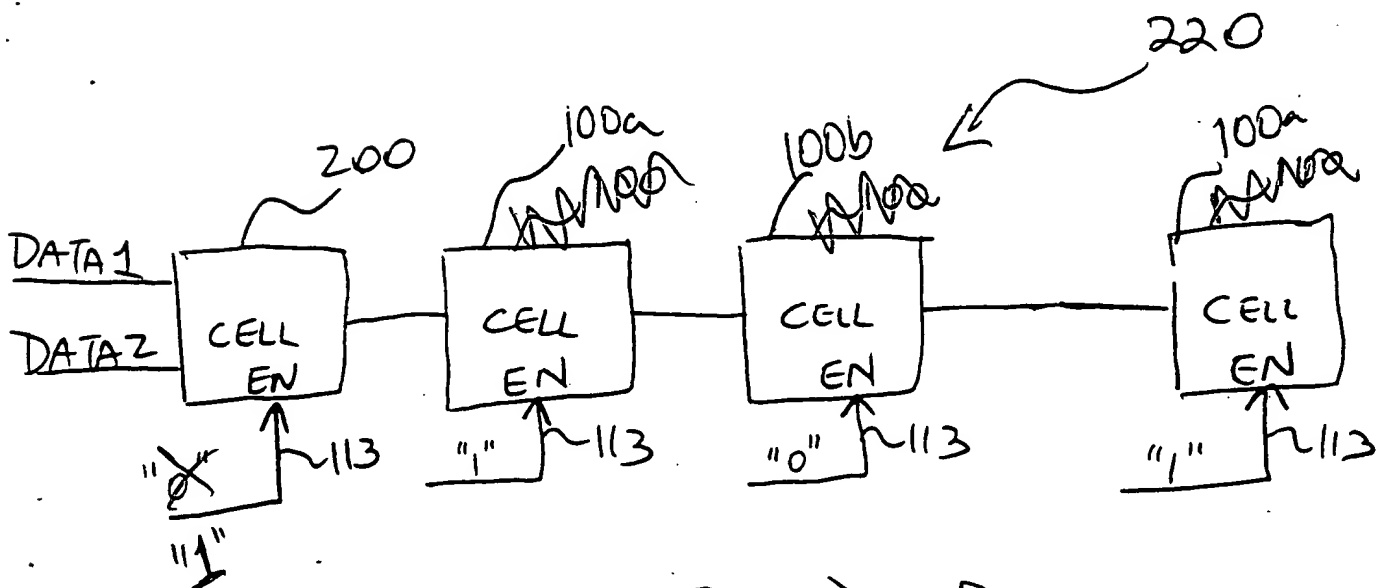 220
200
100a
100b
100a
DATA1
DATA2
CELL
EN
CELL
EN
CELL
EN
CELL
EN
113
"1"
113
"0"
113
"1"
113
"1"